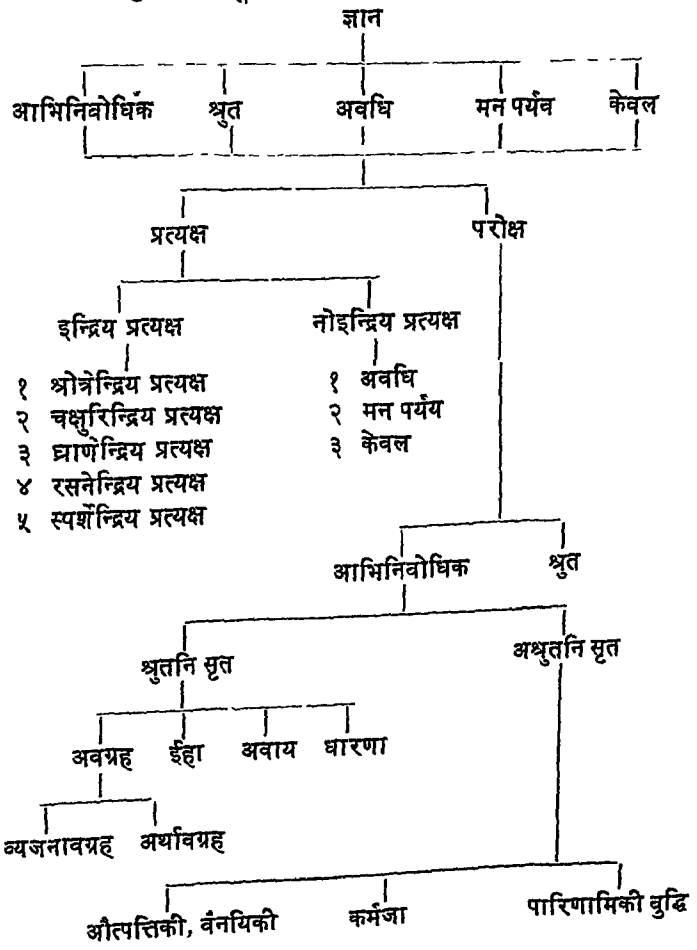 ज्ञान
आभिनिवोधिक श्रुत अवधि मन पर्यव केवल
प्रत्यक्ष परोक्ष
इन्द्रिय प्रत्यक्ष नोइन्द्रिय प्रत्यक्ष
१ श्रोत्रेन्द्रिय प्रत्यक्ष १ अवधि
२ चक्षुरिन्द्रिय प्रत्यक्ष २ मन पर्यय
३ घ्राणेन्द्रिय प्रत्यक्ष ३ केवल
४ रसनेन्द्रिय प्रत्यक्ष
५ स्पर्शेन्द्रिय प्रत्यक्ष
आभिनिवोधिक श्रुत
श्रुतनि सृत अश्रुतनि सृत
अवग्रह ईहा अवाय धारणा
व्यजनावग्रह अर्थावग्रह
औत्पत्तिकी, वैनयिकी कर्मजा पारिणामिकी वुद्धि